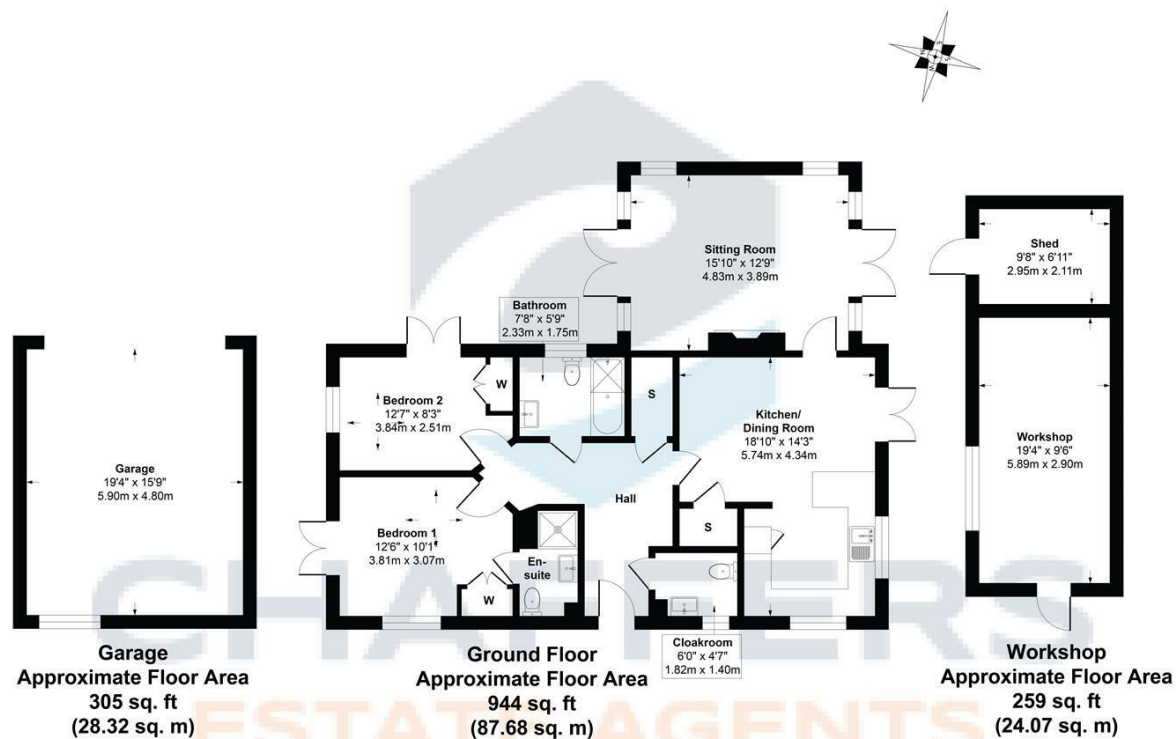 N
E
S
W
Sitting Room
15'10" x 12'9"
4.83m x 3.89m
Shed
9'8" x 6'11"
2.95m x 2.11m
Bathroom
7'8" x 5'9"
2.33m x 1.75m
Bedroom 2
12'7" x 8'3"
3.84m x 2.51m
W
S
Kitchen/
Dining Room
18'10" x 14'3"
5.74m x 4.34m
Garage
19'4" x 15'9"
5.90m x 4.80m
Workshop
19'4" x 9'6"
5.89m x 2.90m
Hall
Bedroom 1
12'6" x 10'1"
3.81m x 3.07m
S
En-
suite
W
Cloakroom
6'0" x 4'7"
1.82m x 1.40m
Garage
Approximate Floor Area
305 sq. ft
(28.32 sq. m)
Ground Floor
Approximate Floor Area
944 sq. ft
(87.68 sq. m)
Workshop
Approximate Floor Area
259 sq. ft
(24.07 sq. m)
CHAFFERS
ESTATE AGENTS